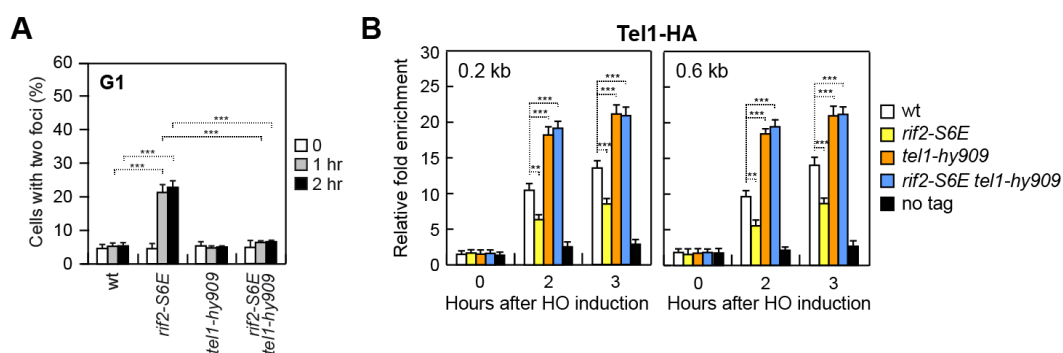 A
G1
Cells with two foci (%)
60
50
40
30
20
10
0
***
***
***
***
wt
rif2-S6E
tel1-hy909
rif2-S6E
tel1-hy909
0
1 hr
2 hr
B
Tel1-HA
Relative fold enrichment
30
25
20
15
10
5
0
0.2 kb
***
***
**
***
***
***
0
2
3
Hours after HO induction
0.6 kb
***
***
**
***
***
***
0
2
3
Hours after HO induction
wt
rif2-S6E
tel1-hy909
rif2-S6E tel1-hy909
no tag